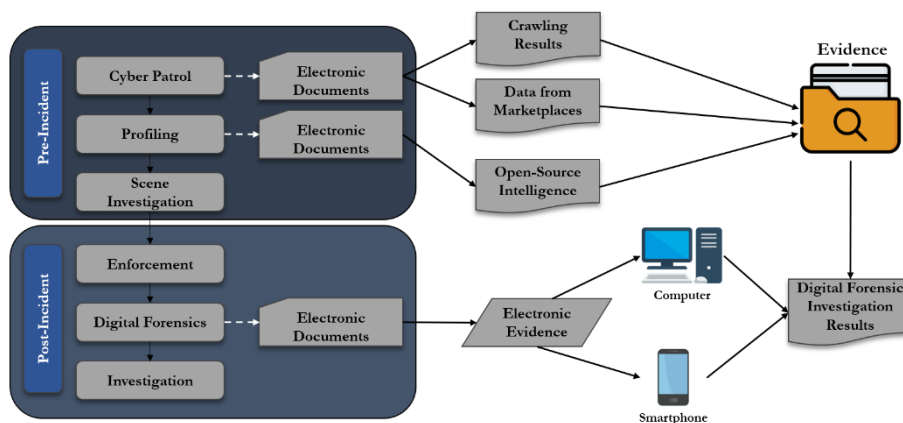 Pre-Incident
Cyber Patrol
Electronic
Documents
Profiling
Electronic
Documents
Scene
Investigation
Crawling
Results
Data from
Marketplaces
Open-Source
Intelligence
Evidence
Post-Incident
Enforcement
Digital Forensics
Electronic
Documents
Investigation
Electronic
Evidence
Computer
Smartphone
Digital Forensic
Investigation
Results